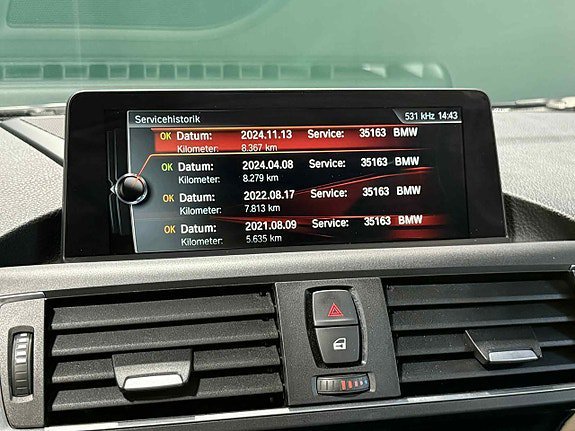 Servicehistorik 531 kHz 14:43
OK Datum: 2024.11.13 Service: 35163 BMW
Kilometer: 8.367 km
OK Datum: 2024.04.08 Service: 35163 BMW
Kilometer: 8.279 km
OK Datum: 2022.08.17 Service: 35163 BMW
Kilometer: 7.813 km
OK Datum: 2021.08.09 Service: 35163 BMW
Kilometer: 5.635 km